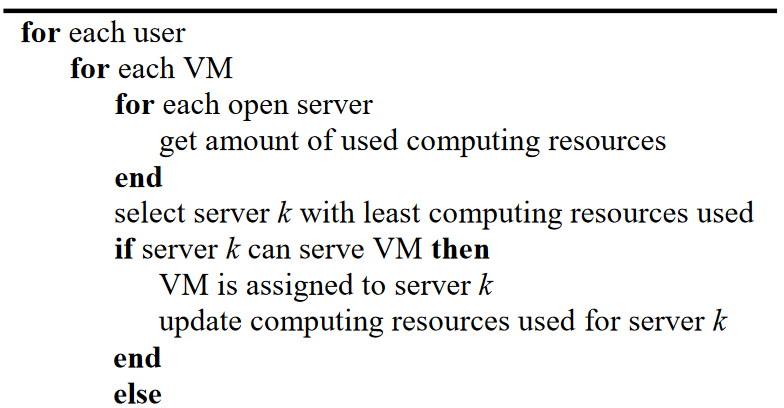 for each user
for each VM
for each open server
get amount of used computing resources
end
select server k with least computing resources used
if server k can serve VM then
VM is assigned to server k
update computing resources used for server k
end
else